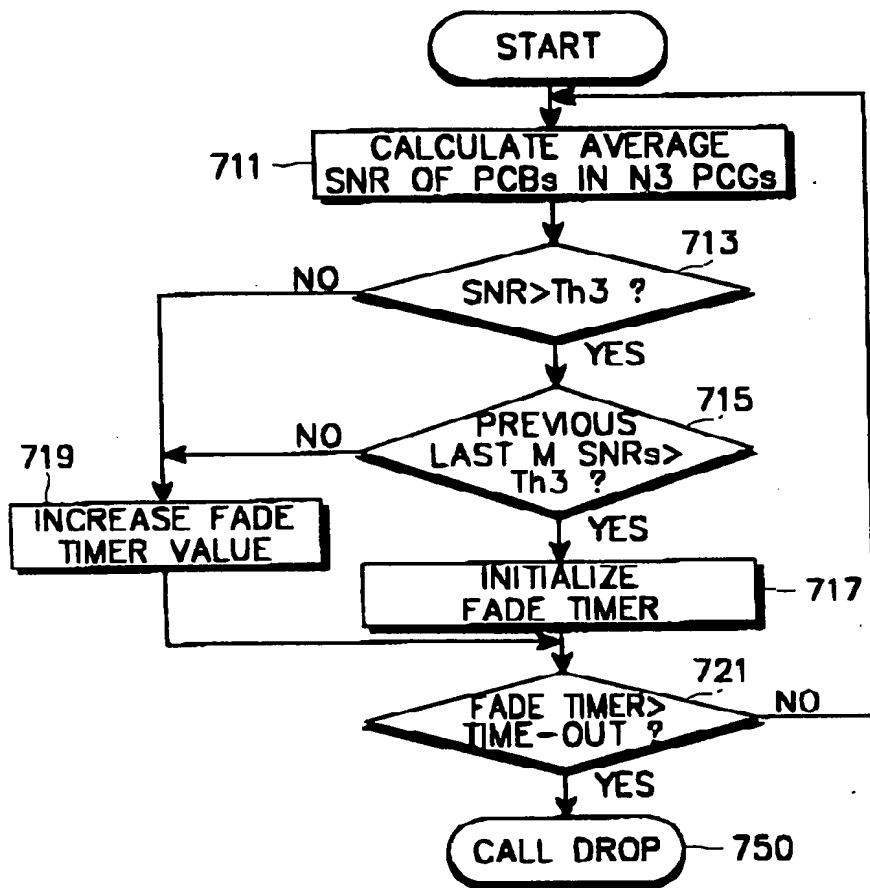 START
711
CALCULATE AVERAGE
SNR OF PCBs IN N3 PCGs
713
NO
SNR>Th3 ?
YES
715
NO
PREVIOUS
LAST M SNRs>
Th3 ?
719
YES
INCREASE FADE
TIMER VALUE
INITIALIZE
FADE TIMER
717
721
FADE TIMER>
TIME-OUT ?
NO
YES
CALL DROP
750